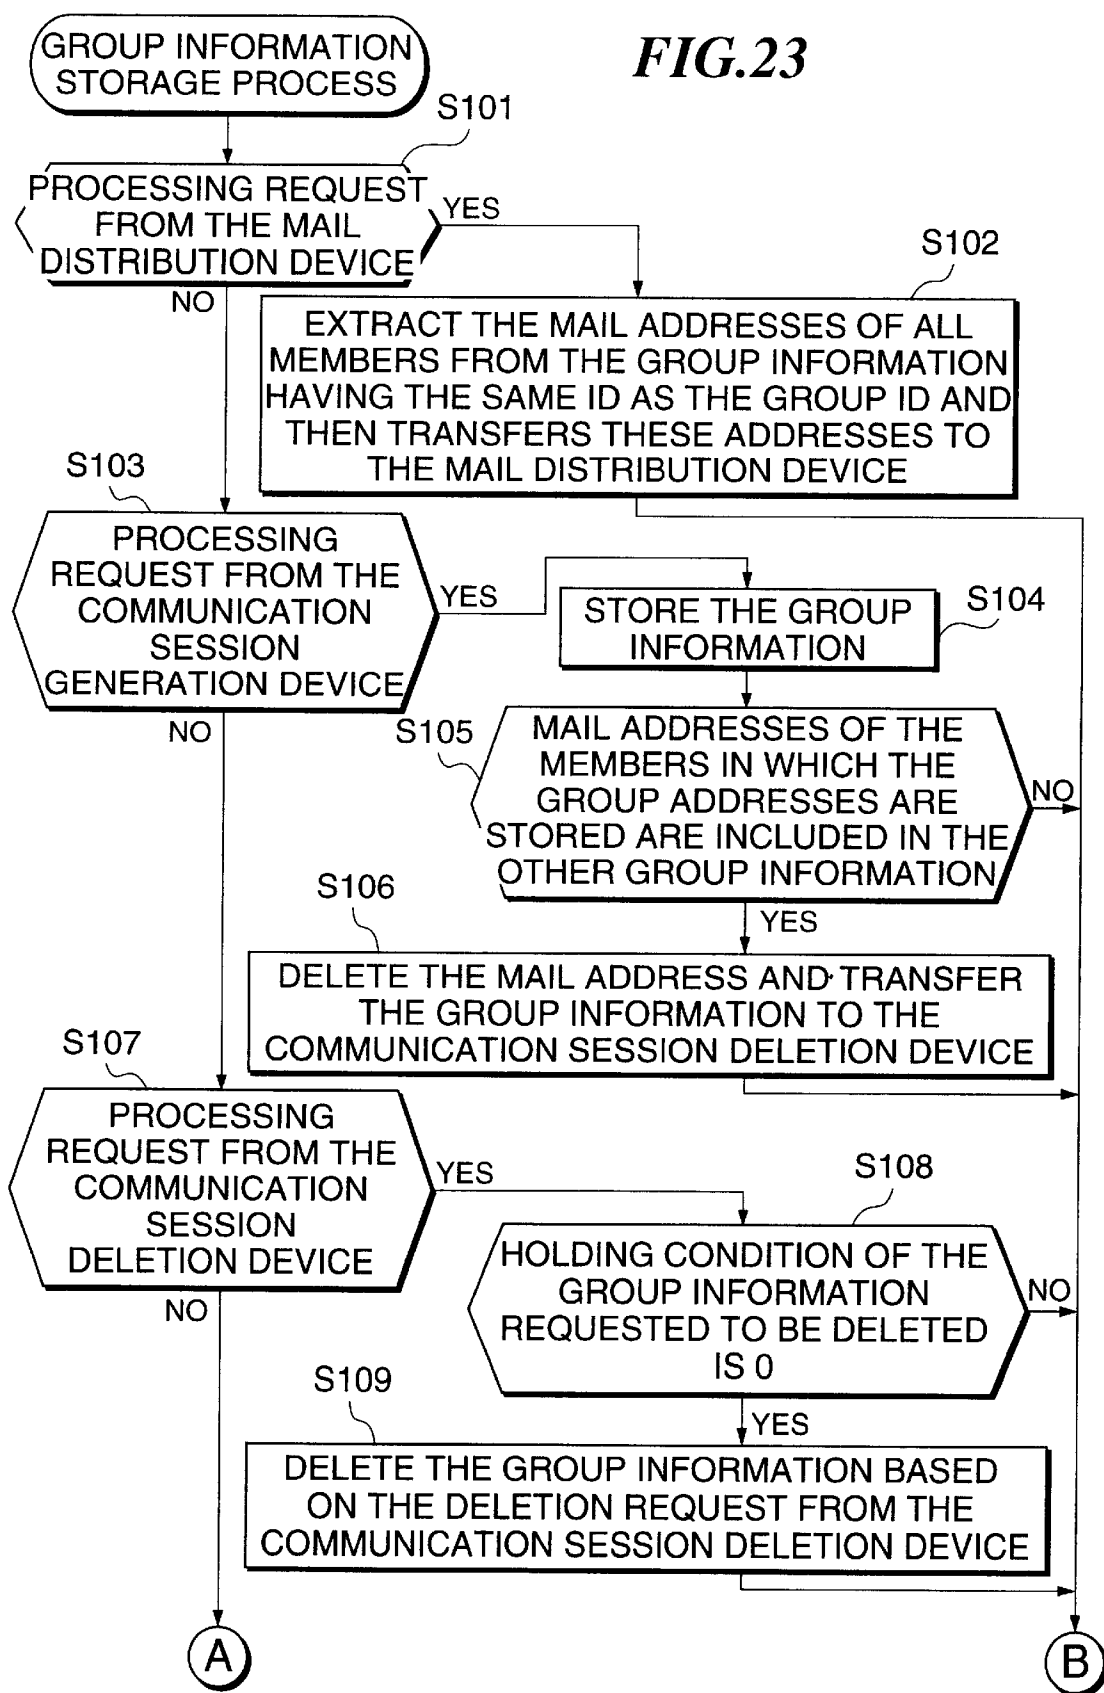 GROUP INFORMATION
STORAGE PROCESS
FIG.23
S101
PROCESSING REQUEST
FROM THE MAIL
DISTRIBUTION DEVICE
YES
NO
S102
EXTRACT THE MAIL ADDRESSES OF ALL
MEMBERS FROM THE GROUP INFORMATION
HAVING THE SAME ID AS THE GROUP ID AND
THEN TRANSFERS THESE ADDRESSES TO
THE MAIL DISTRIBUTION DEVICE
S103
PROCESSING
REQUEST FROM THE
COMMUNICATION
SESSION
GENERATION DEVICE
YES
NO
S104
STORE THE GROUP
INFORMATION
S105
MAIL ADDRESSES OF THE
MEMBERS IN WHICH THE
GROUP ADDRESSES ARE
STORED ARE INCLUDED IN THE
OTHER GROUP INFORMATION
NO
YES
S106
DELETE THE MAIL ADDRESS AND TRANSFER
THE GROUP INFORMATION TO THE
COMMUNICATION SESSION DELETION DEVICE
S107
PROCESSING
REQUEST FROM THE
COMMUNICATION
SESSION
DELETION DEVICE
YES
NO
S108
HOLDING CONDITION OF THE
GROUP INFORMATION
REQUESTED TO BE DELETED
IS 0
NO
YES
S109
DELETE THE GROUP INFORMATION BASED
ON THE DELETION REQUEST FROM THE
COMMUNICATION SESSION DELETION DEVICE
A
B